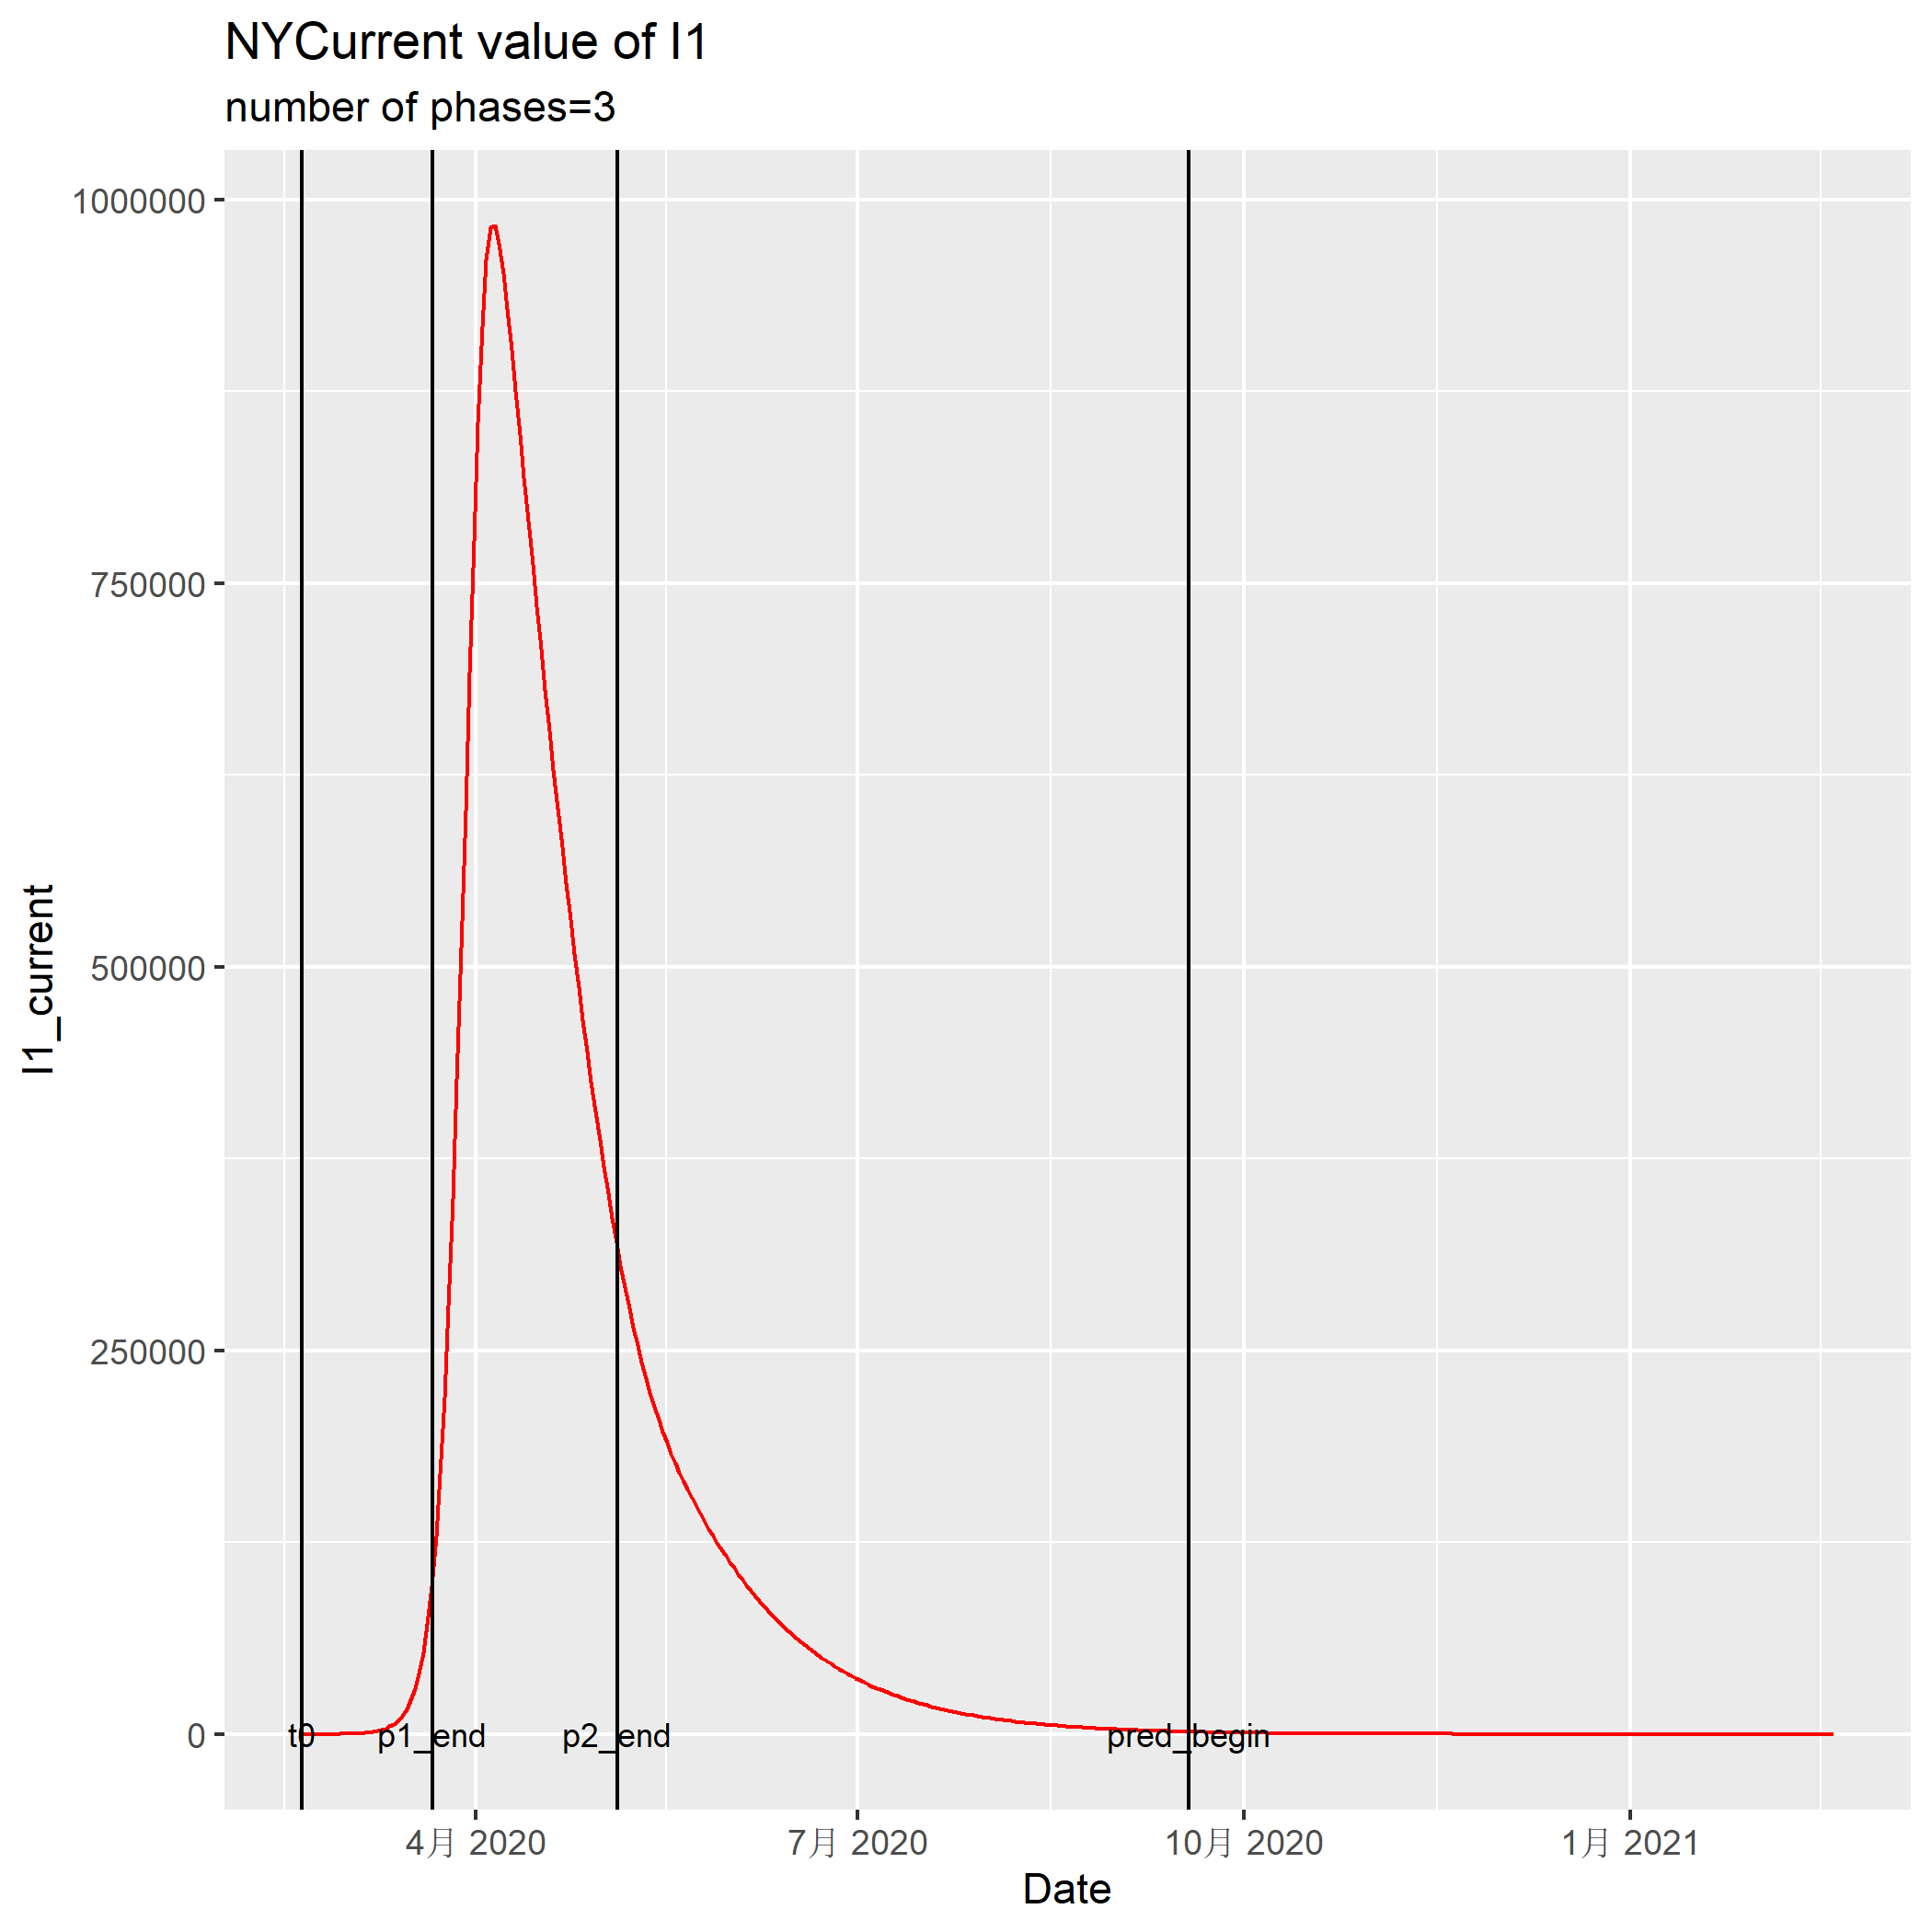 NYCurrent value of I1
number of phases=3
1000000
750000
500000
250000
0
I1_current
t0 p1_end p2_end pred_begin
4月 2020 7月 2020 10月 2020 1月 2021
Date